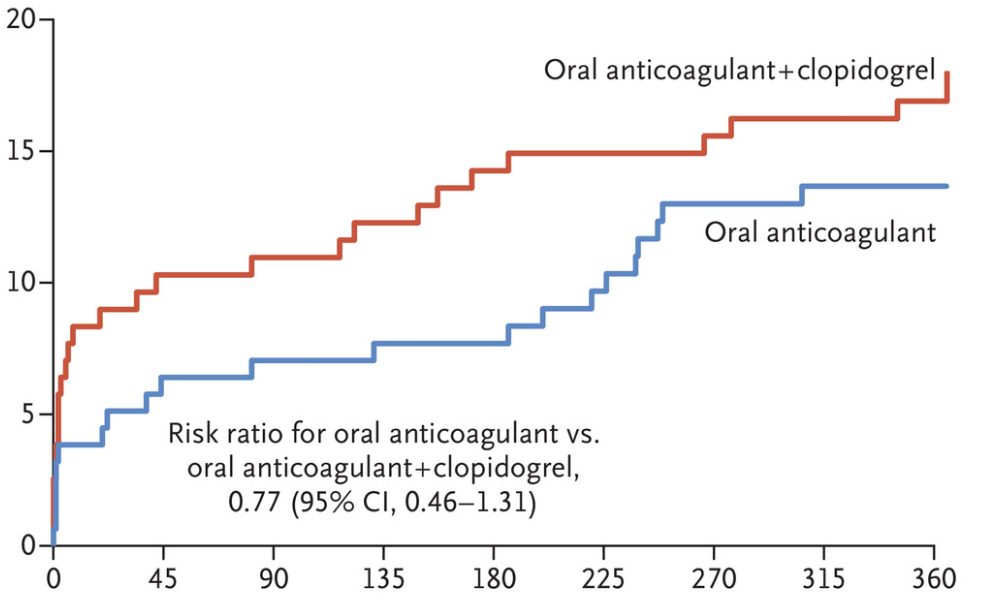 20
Oral anticoagulant+clopidogrel
15
Oral anticoagulant
10
5
Risk ratio for oral anticoagulant vs.
oral anticoagulant+clopidogrel,
0.77 (95% CI, 0.46–1.31)
0
0 45 90 135 180 225 270 315 360